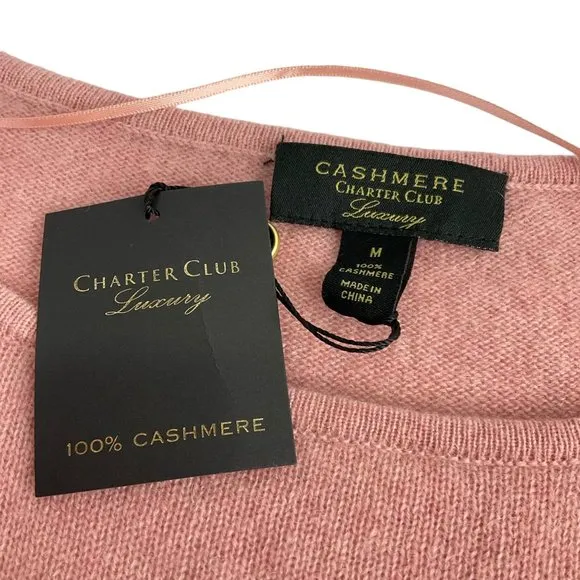 CASHMERE
CHARTER CLUB
Luxury
M
100%
CASHMERE
MADE IN
CHINA
CHARTER CLUB
Luxury
100% CASHMERE